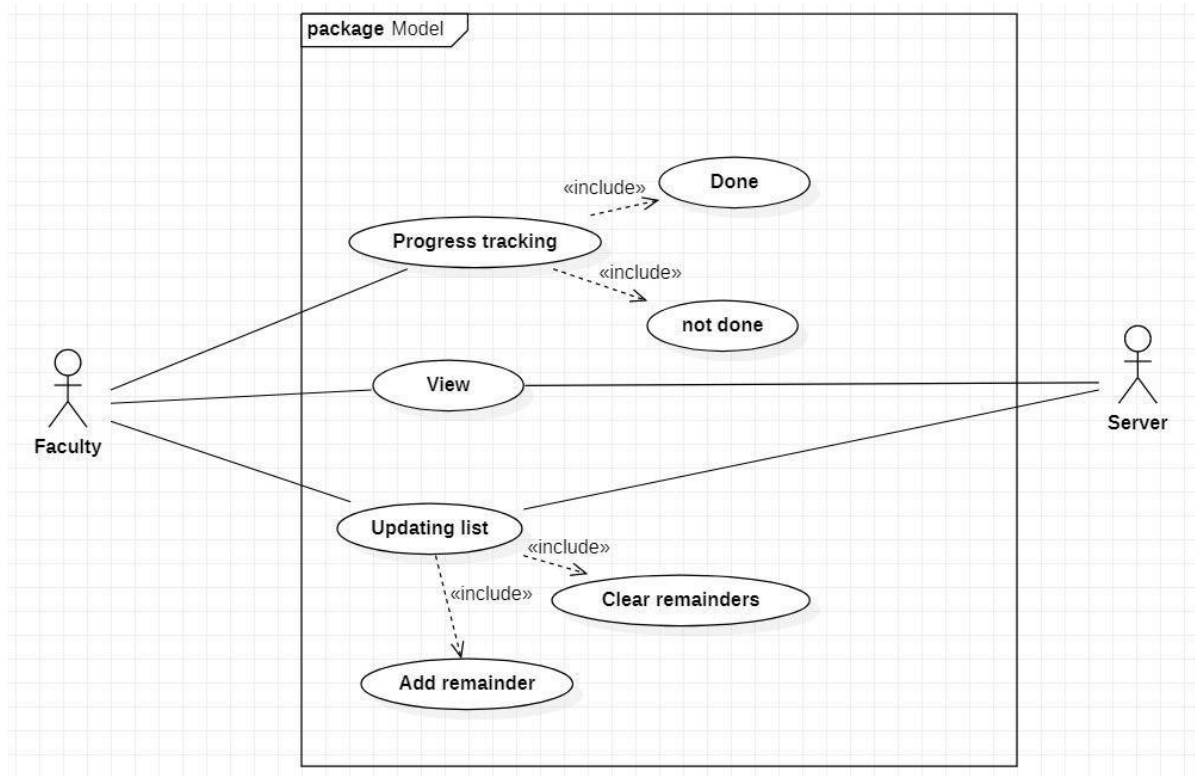 package Model
Done
«include»
Progress tracking
«include»
not done
View
Faculty
Server
Updating list
«include»
«include»
Clear remainders
Add remainder